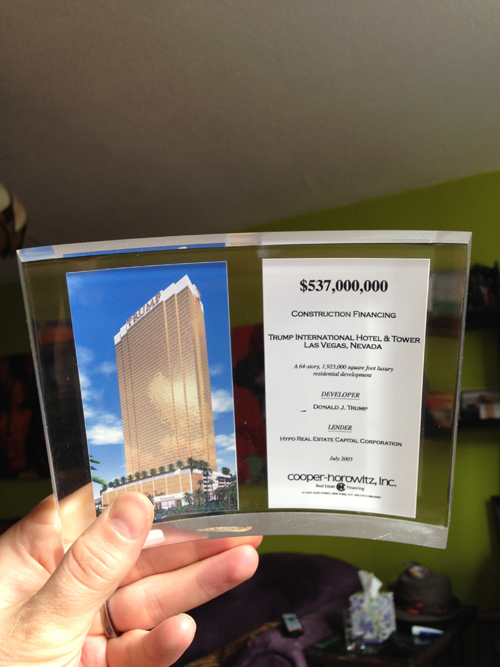 TRUMP
$537,000,000
CONSTRUCTION FINANCING
TRUMP INTERNATIONAL HOTEL & TOWER
LAS VEGAS, NEVADA
A 64 story, 1,925,000 square foot luxury
residential development
DEVELOPER
DONALD J. TRUMP
LENDER
HYPO REAL ESTATE CAPITAL CORPORATION
July 2005
cooper-horowitz, Inc.
Real Estate Financing